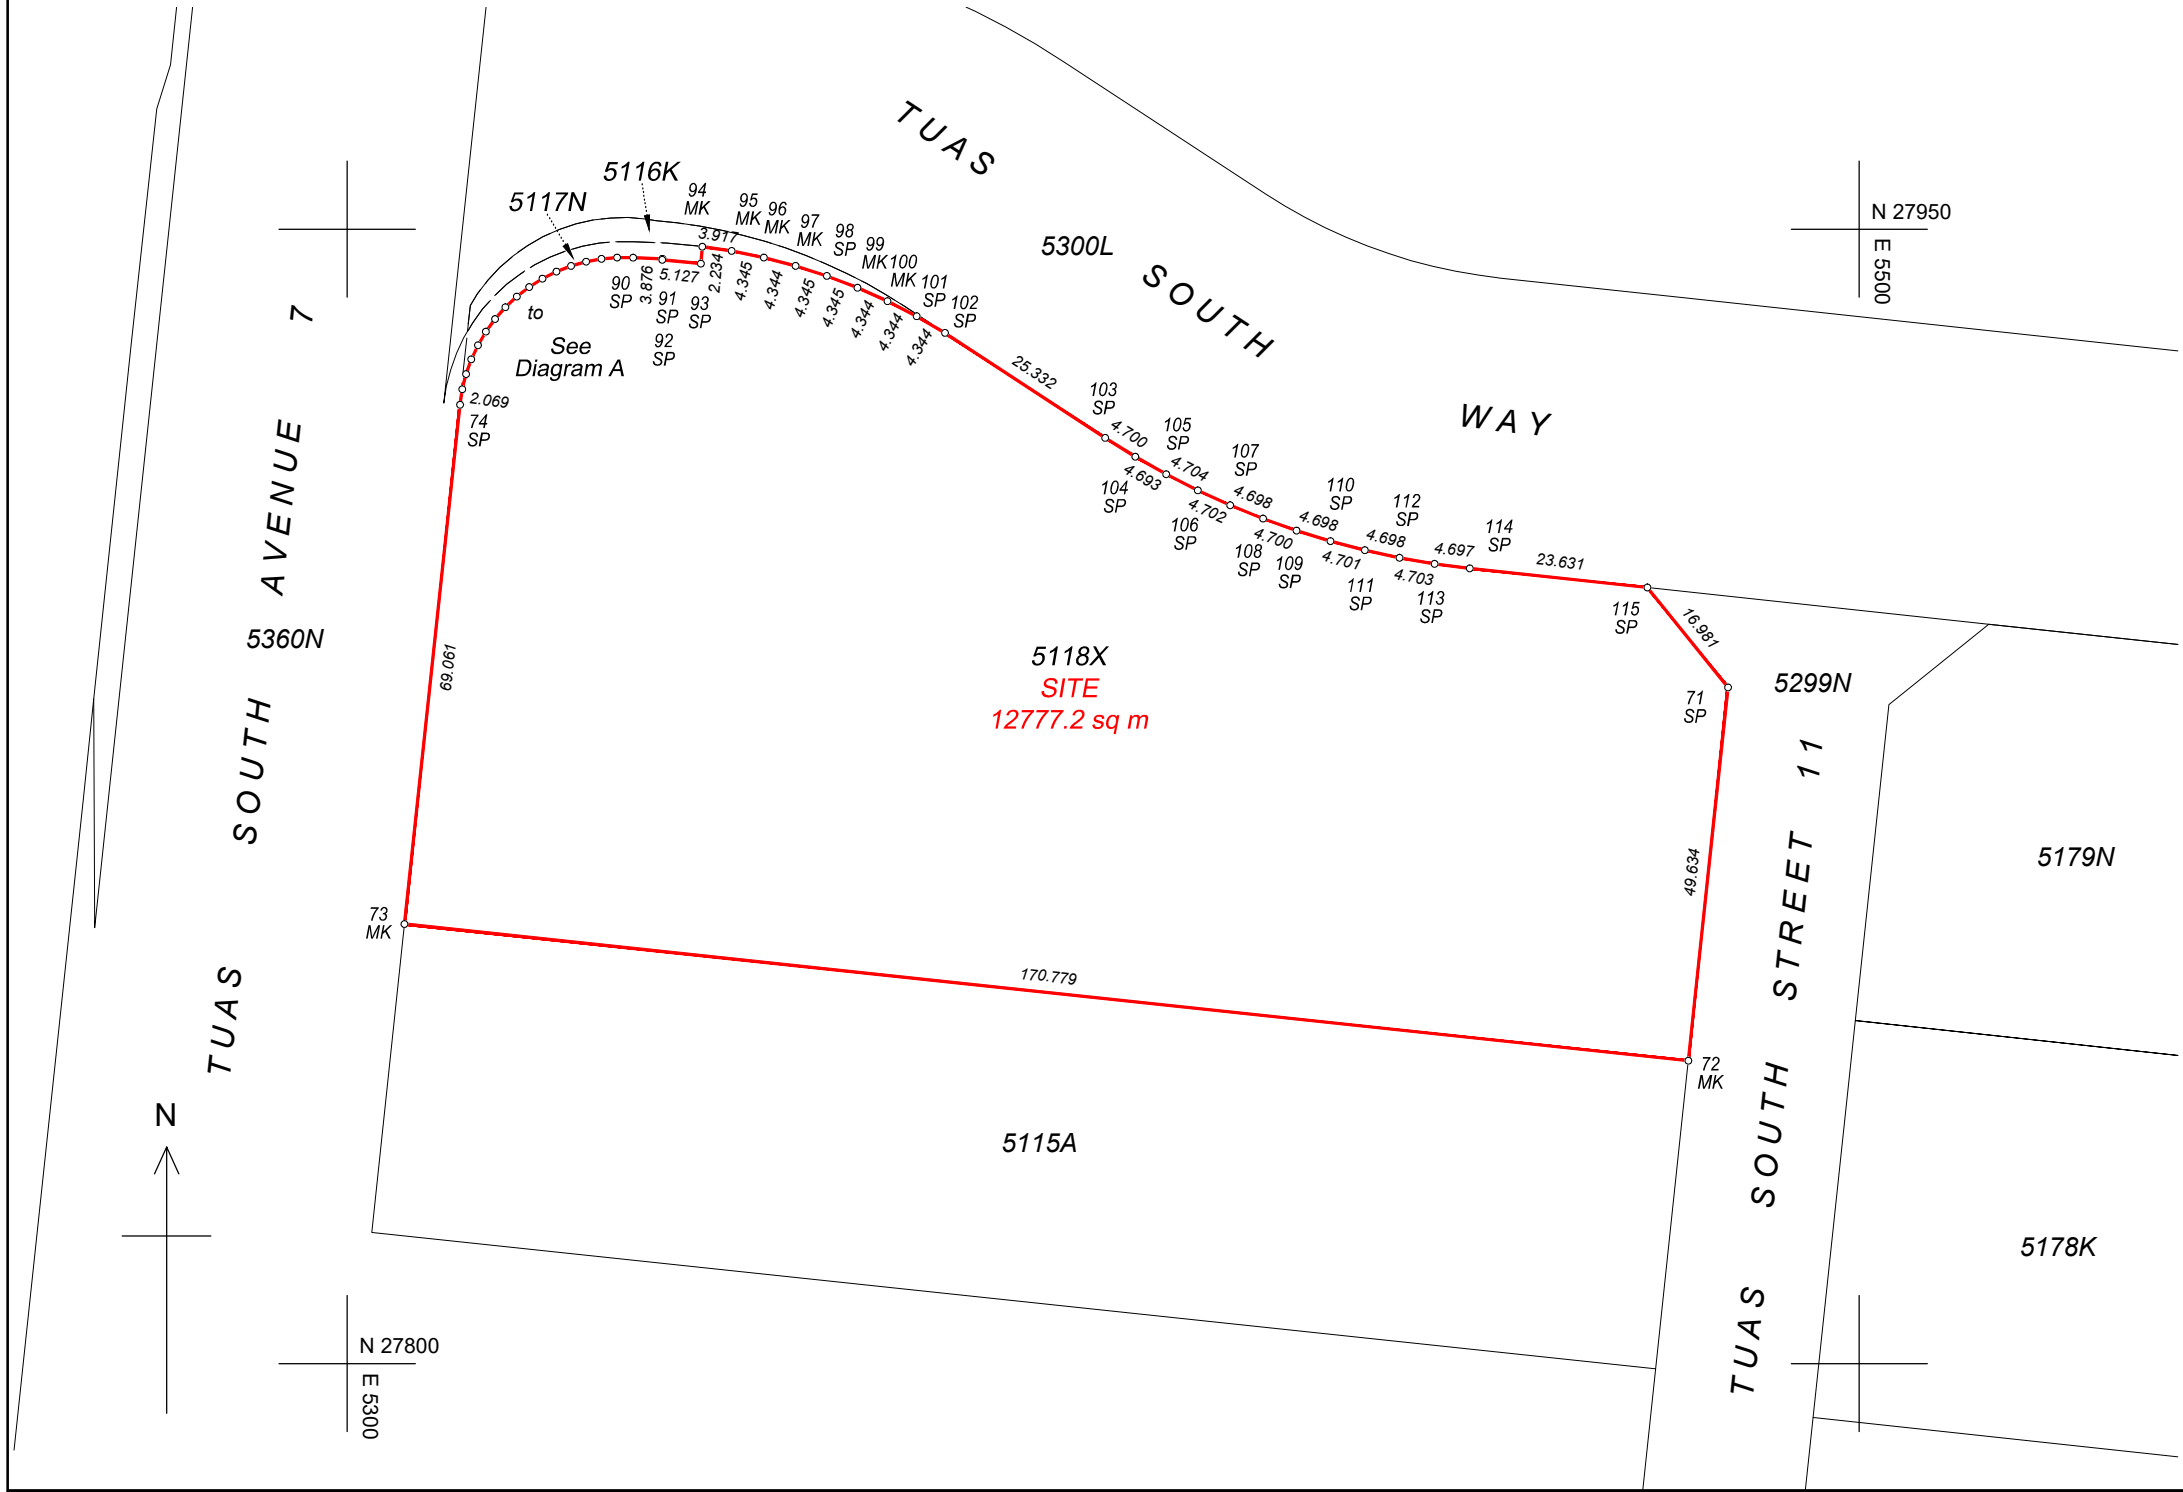 TUAS
SOUTH
WAY
5300L
N 27950
E 5500
5116K
5117N
94
MK
95
MK
96
MK
97
MK
98
SP
99
MK
100
MK
101
SP
102
SP
3.917
2.234
4.345
4.344
4.345
4.345
4.344
4.344
4.344
90
SP
3.876
91
SP
5.127
93
SP
92
SP
to
See
Diagram A
2.069
74
SP
25.332
103
SP
4.700
105
SP
4.704
107
SP
4.693
104
SP
4.698
4.702
106
SP
110
SP
4.698
4.700
108
SP
109
SP
112
SP
4.698
4.701
111
SP
4.697
4.703
113
SP
114
SP
23.631
115
SP
16.981
71
SP
5299N
TUAS SOUTH AVENUE 7
5360N
69.061
5118X
SITE
12777.2 sq m
49.634
5179N
73
MK
170.779
72
MK
TUAS SOUTH STREET 11
5115A
5178K
N
N 27800
E 5300